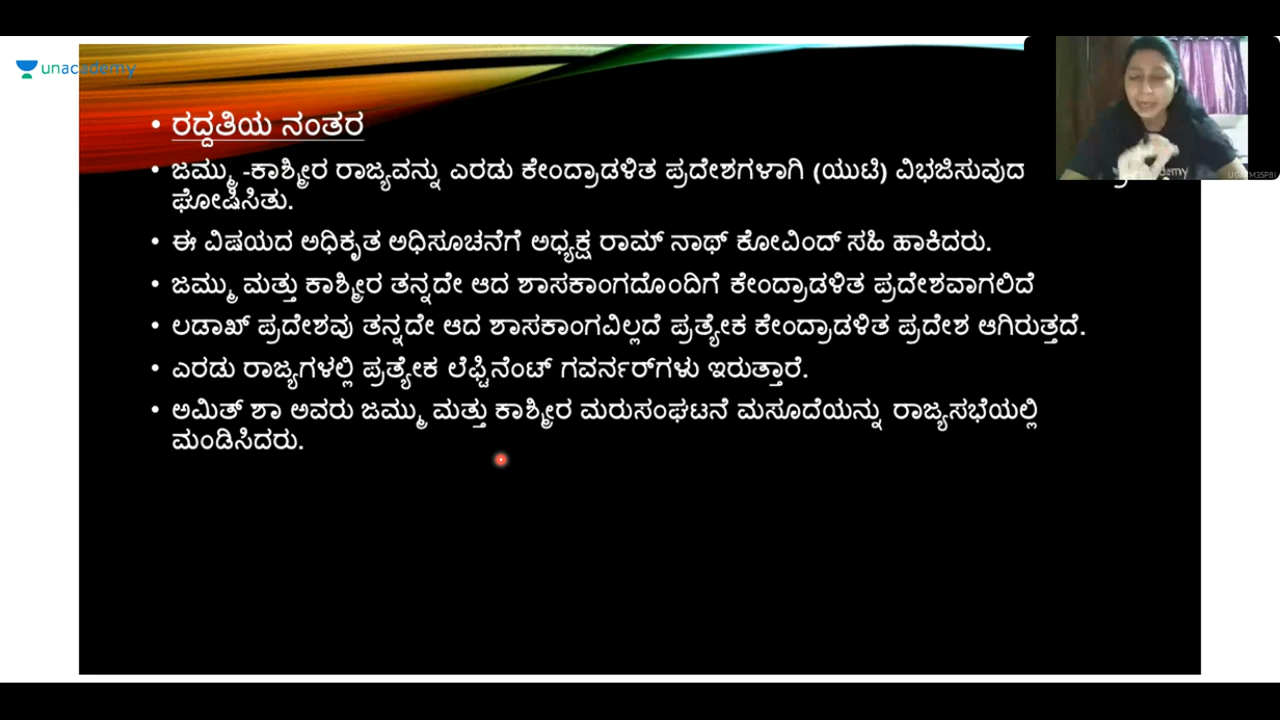 unacademy
ರದ್ದತಿಯ ನಂತರ
ಜಮ್ಮು -ಕಾಶ್ಮೀರ ರಾಜ್ಯವನ್ನು ಎರಡು ಕೇಂದ್ರಾಡಳಿತ ಪ್ರದೇಶಗಳಾಗಿ (ಯುಟಿ) ವಿಭಜಿಸುವುದ
ಘೋಷಿಸಿತು.
ಈ ವಿಷಯದ ಅಧಿಕೃತ ಅಧಿಸೂಚನೆಗೆ ಅಧ್ಯಕ್ಷ ರಾಮ್ ನಾಥ್ ಕೋವಿಂದ್ ಸಹಿ ಹಾಕಿದರು.
ಜಮ್ಮು ಮತ್ತು ಕಾಶ್ಮೀರ ತನ್ನದೇ ಆದ ಶಾಸಕಾಂಗದೊಂದಿಗೆ ಕೇಂದ್ರಾಡಳಿತ ಪ್ರದೇಶವಾಗಲಿದೆ
ಲಡಾಖ್ ಪ್ರದೇಶವು ತನ್ನದೇ ಆದ ಶಾಸಕಾಂಗವಿಲ್ಲದೆ ಪ್ರತ್ಯೇಕ ಕೇಂದ್ರಾಡಳಿತ ಪ್ರದೇಶ ಆಗಿರುತ್ತದೆ.
ಎರಡು ರಾಜ್ಯಗಳಲ್ಲಿ ಪ್ರತ್ಯೇಕ ಲೆಫ್ಟಿನೆಂಟ್ ಗವರ್ನರ್‌ಗಳು ಇರುತ್ತಾರೆ.
ಅಮಿತ್ ಶಾ ಅವರು ಜಮ್ಮು ಮತ್ತು ಕಾಶ್ಮೀರ ಮರುಸಂಘಟನೆ ಮಸೂದೆಯನ್ನು ರಾಜ್ಯಸಭೆಯಲ್ಲಿ
ಮಂಡಿಸಿದರು.